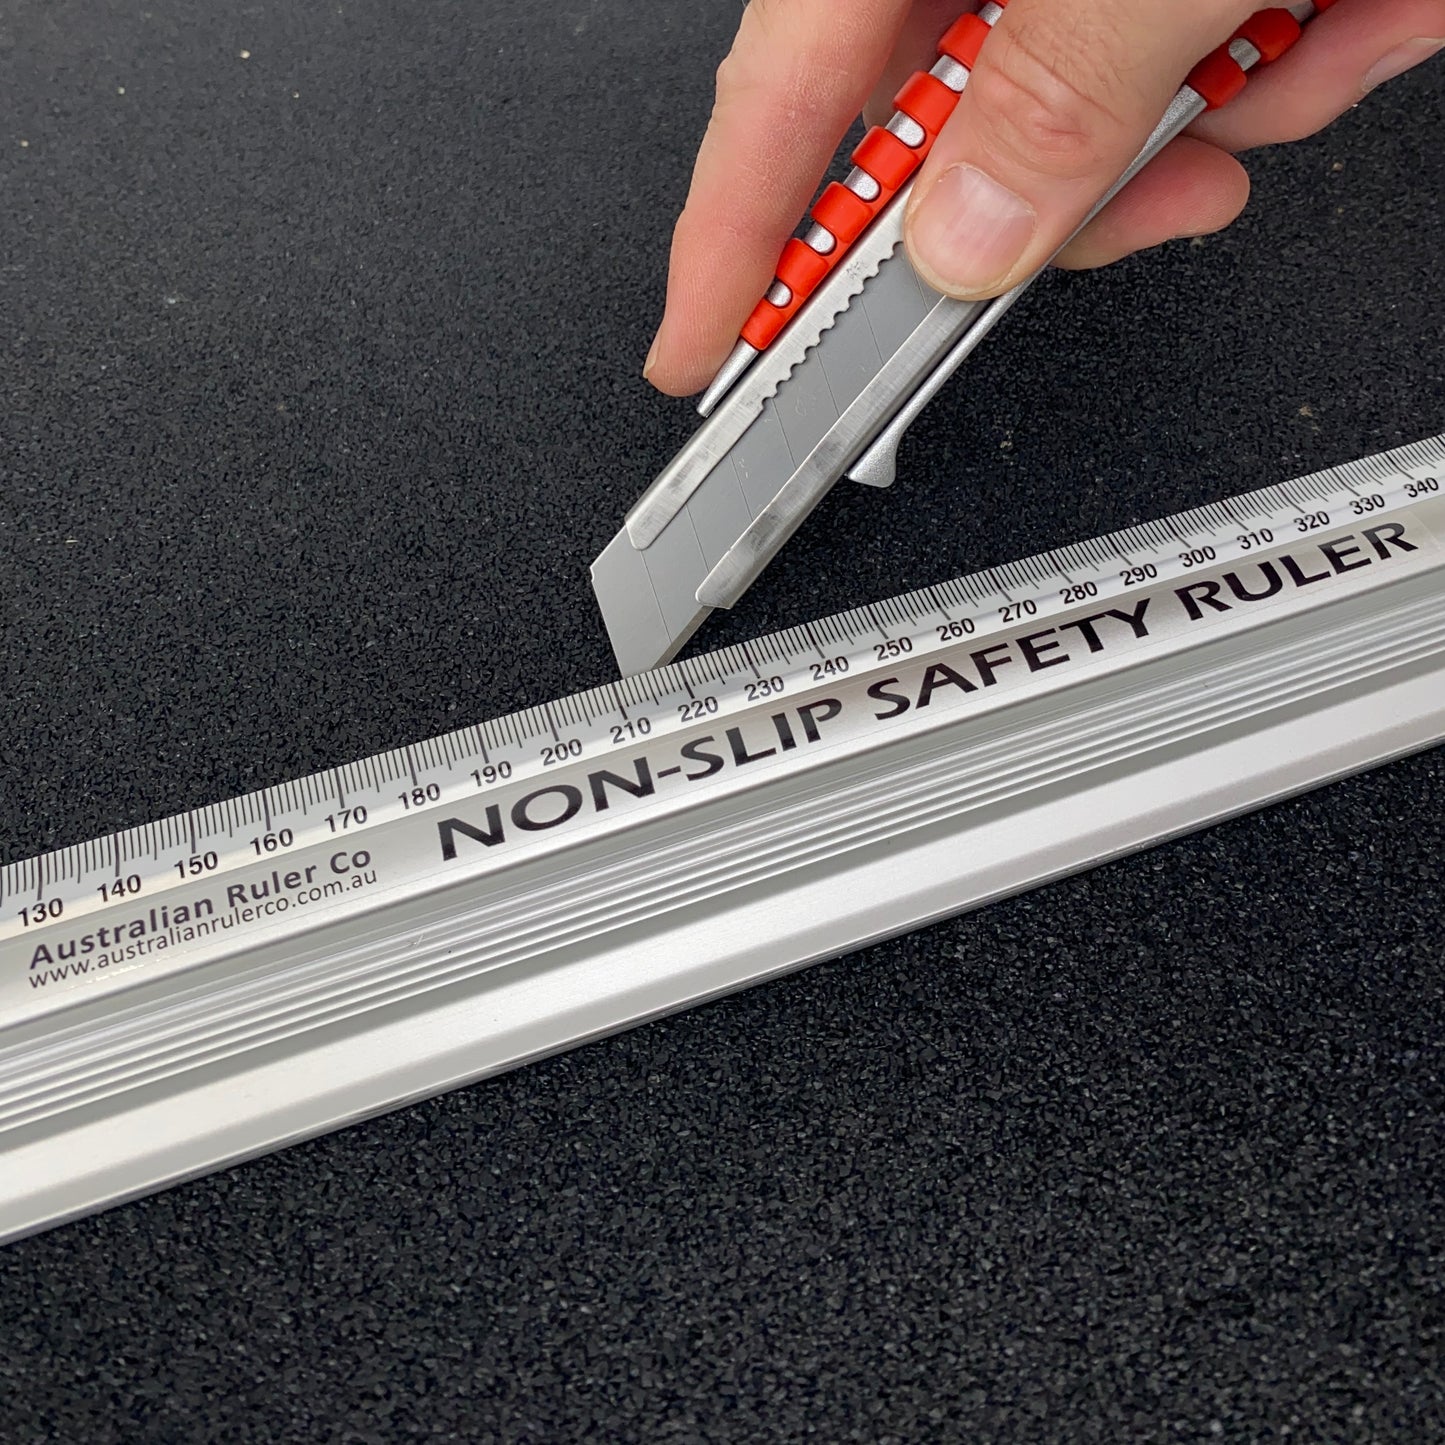 130 140 150 160 170 180 190 200 210 220 230 240 250 260 270 280 290 300 310 320 330 340
Australian Ruler Co
www.australianrulerco.com.au
NON-SLIP SAFETY RULER